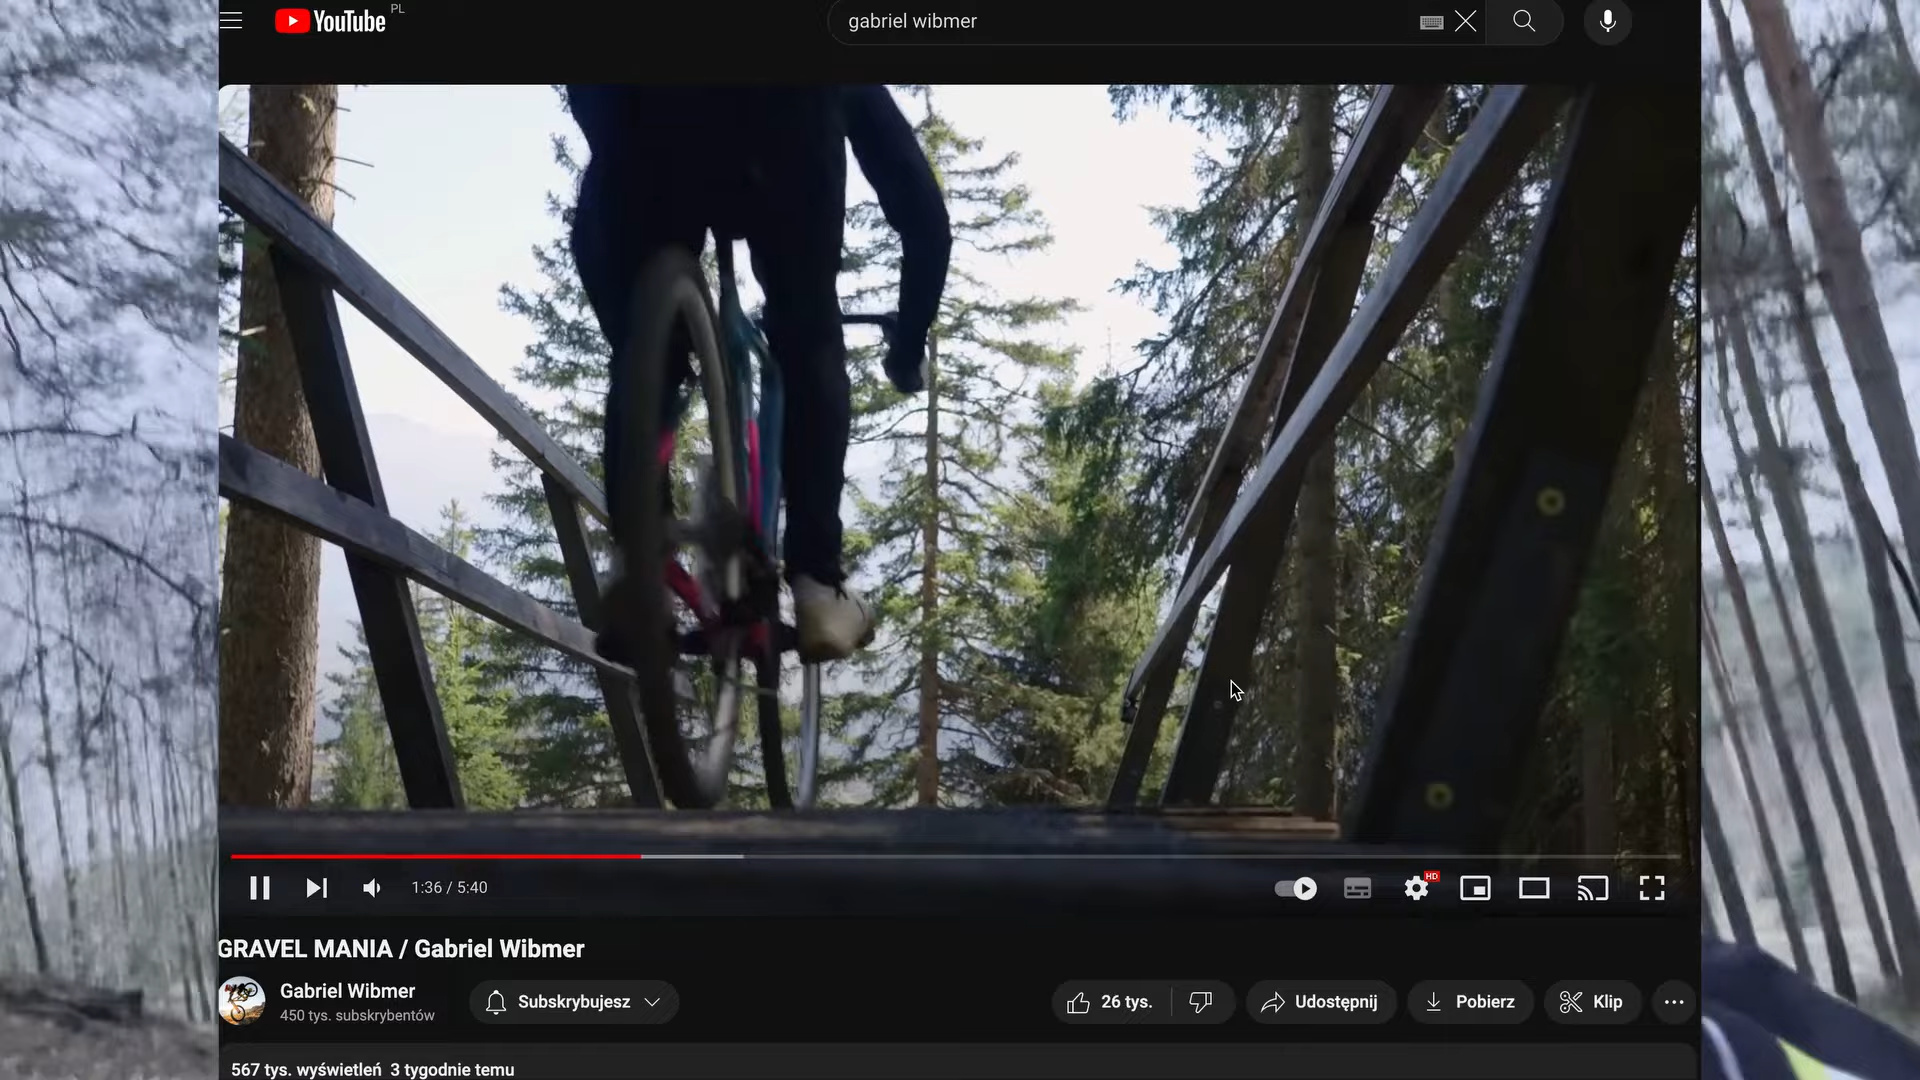 YouTube PL
gabriel wibmer
1:36 / 5:40
HD
GRAVEL MANIA / Gabriel Wibmer
Gabriel Wibmer
450 tys. subskrybentów
Subskrybujesz
26 tys.
Udostępnij
Pobierz
Klip
567 tys. wyświetleń 3 tygodnie temu